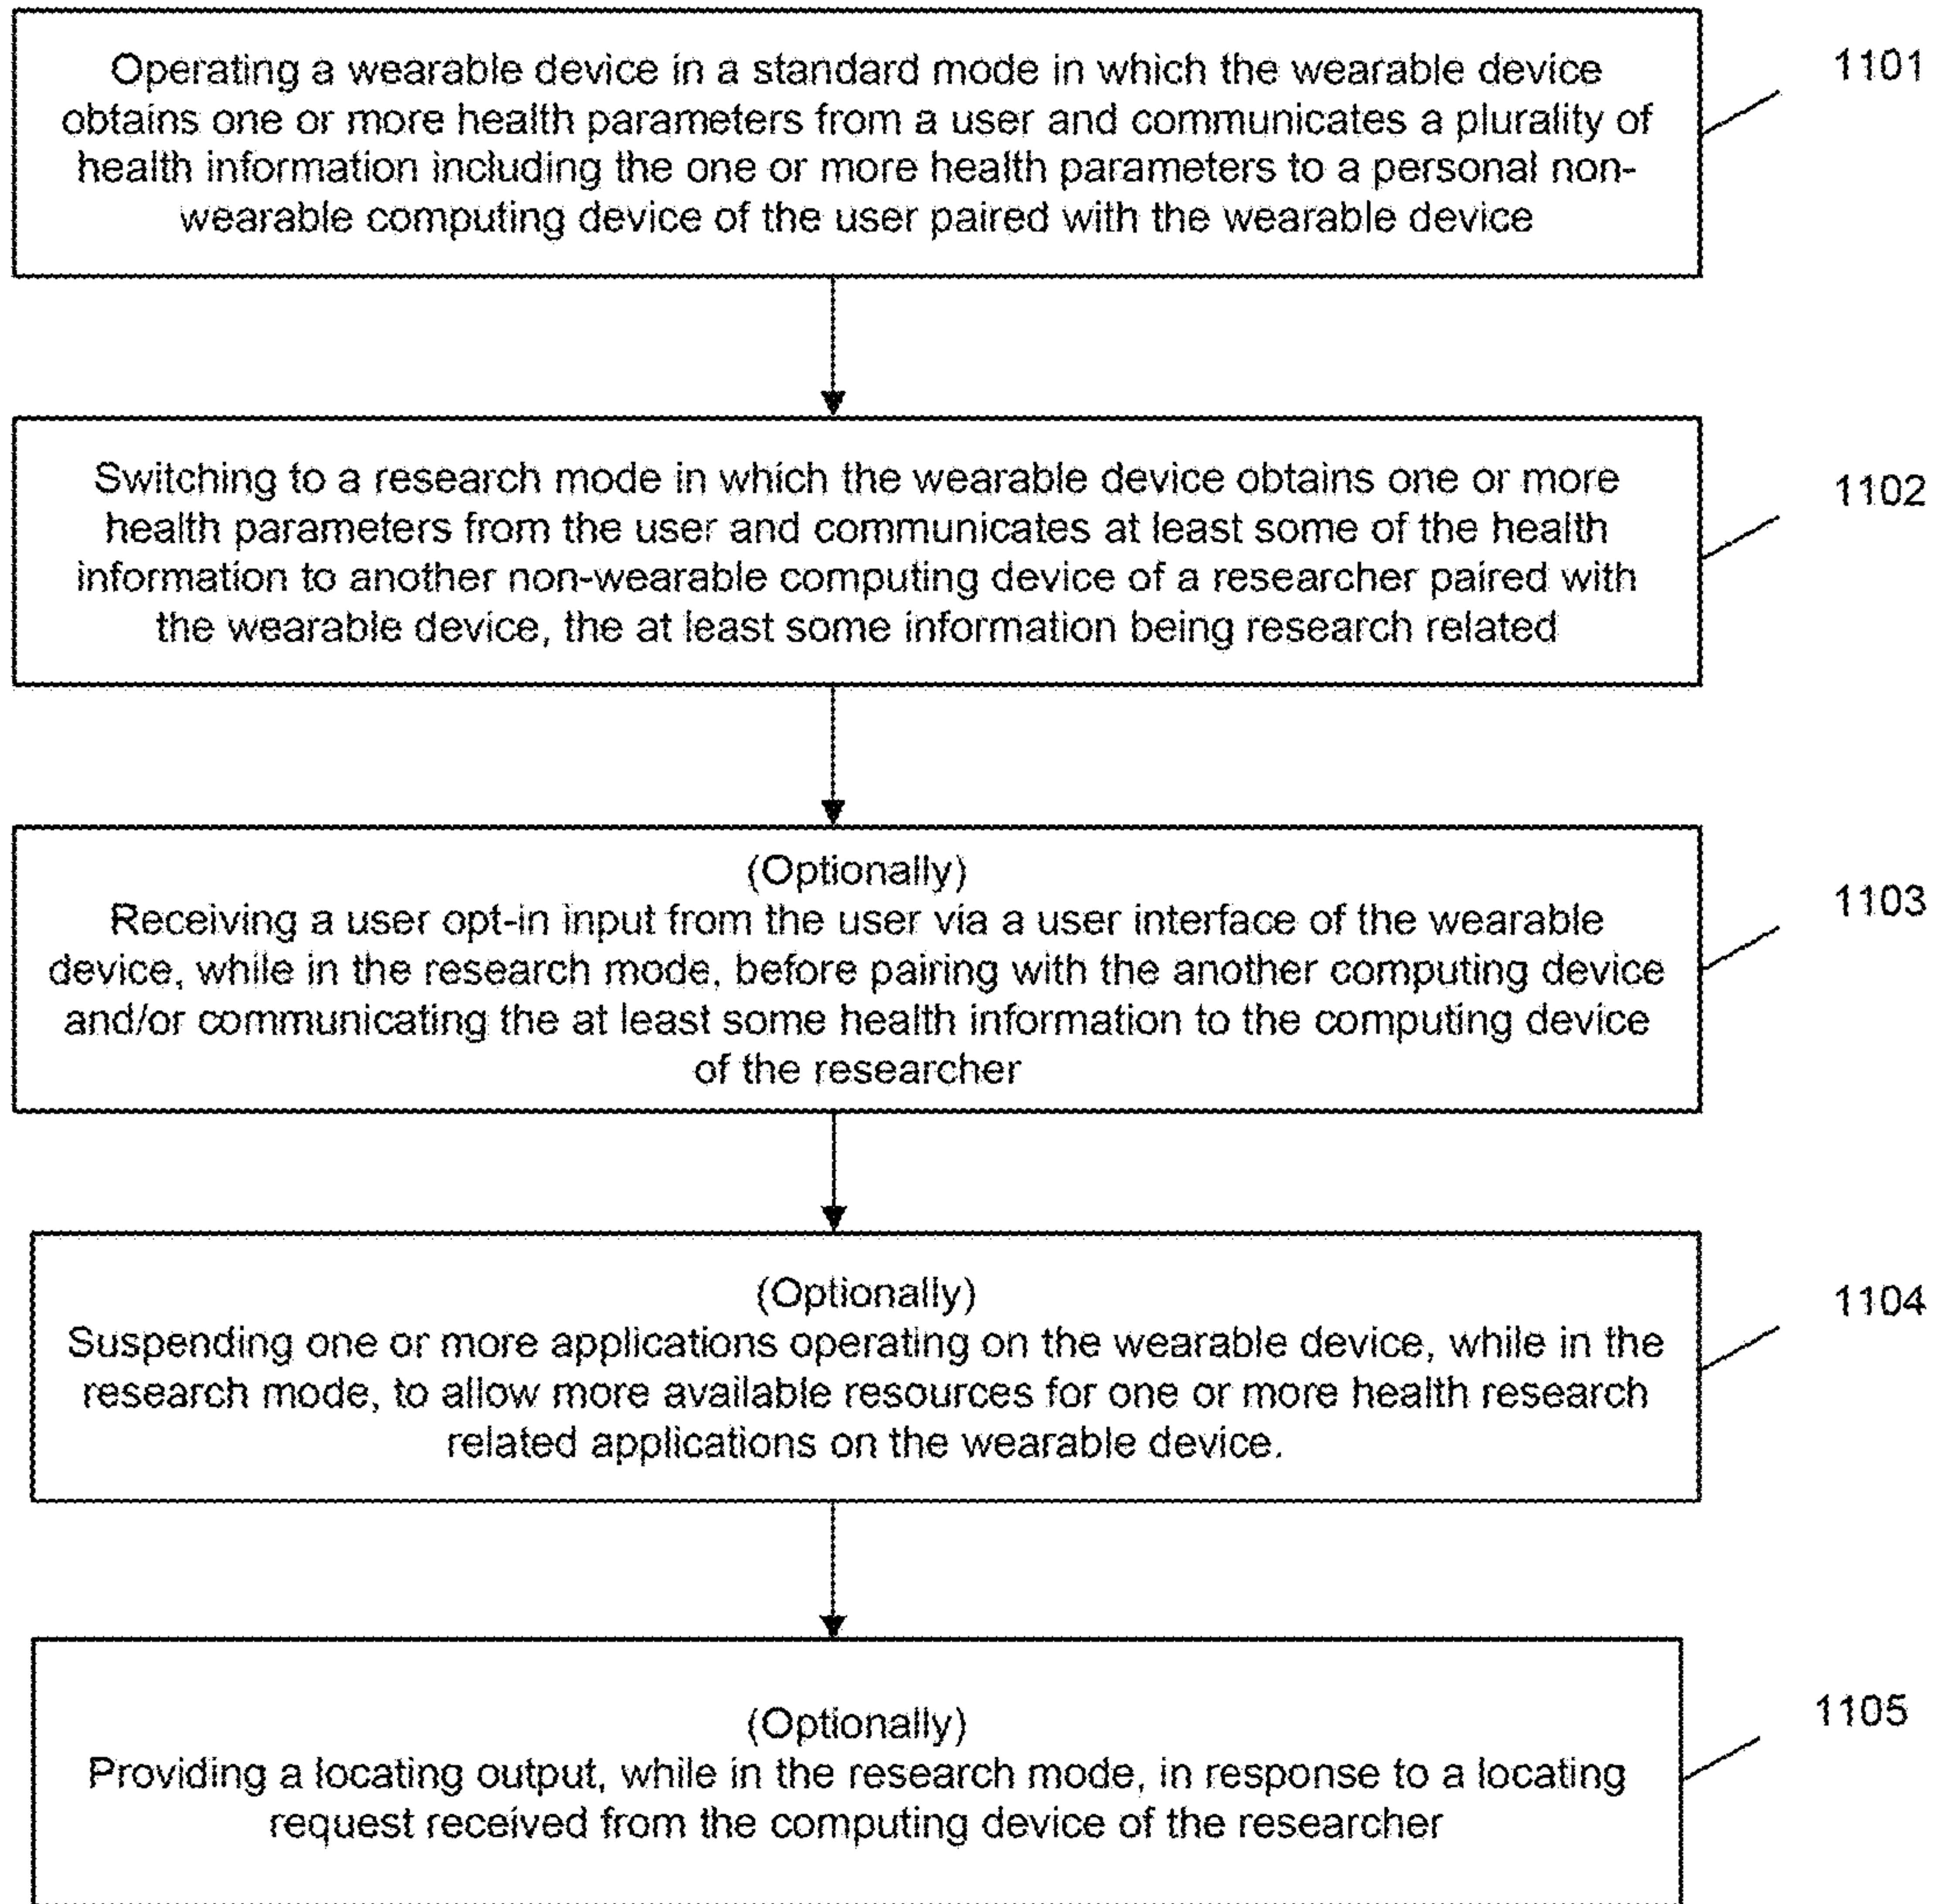 Operating a wearable device in a standard mode in which the wearable device
obtains one or more health parameters from a user and communicates a plurality of
health information including the one or more health parameters to a personal non-
wearable computing device of the user paired with the wearable device
1101
Switching to a research mode in which the wearable device obtains one or more
health parameters from the user and communicates at least some of the health
information to another non-wearable computing device of a researcher paired with
the wearable device, the at least some information being research related
1102
(Optionally)
Receiving a user opt-in input from the user via a user interface of the wearable
device, while in the research mode, before pairing with the another computing device
and/or communicating the at least some health information to the computing device
of the researcher
1103
(Optionally)
Suspending one or more applications operating on the wearable device, while in the
research mode, to allow more available resources for one or more health research
related applications on the wearable device.
1104
(Optionally)
Providing a locating output, while in the research mode, in response to a locating
request received from the computing device of the researcher
1105